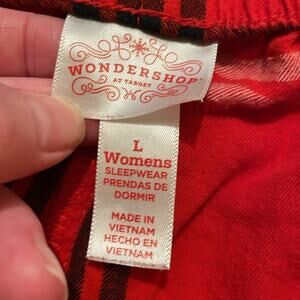 WONDERSHOP
AT TARGET
L
Womens
SLEEPWEAR
PRENDAS DE
DORMIR
MADE IN
VIETNAM
HECHO EN
VIETNAM